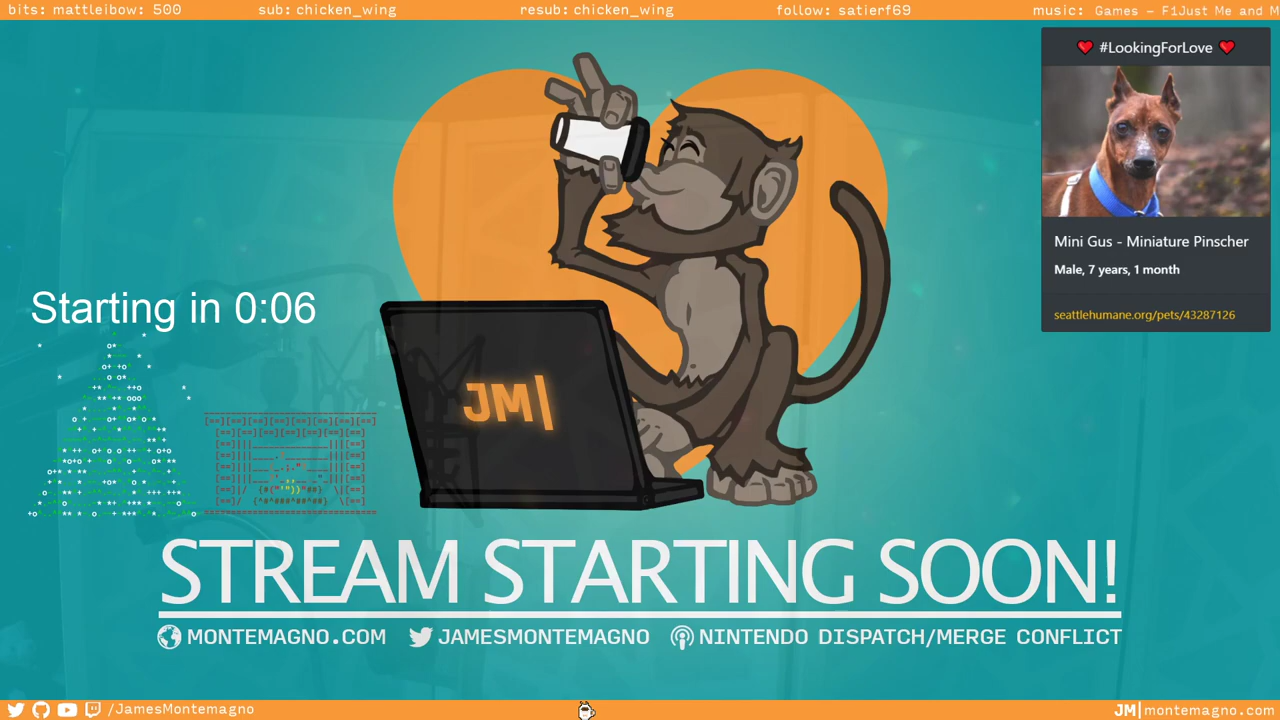 bits: mattleibow: 500
sub: chicken_wing
resub: chicken_wing
follow: satierf69
music: Games - F1Just Me and M
#LookingForLove
Mini Gus - Miniature Pinscher
Male, 7 years, 1 month
seattlehumane.org/pets/43287126
Starting in 0:06
JM|
STREAM STARTING SOON!
MONTEMAGNO.COM
JAMESMONTEMAGNO
NINTENDO DISPATCH/MERGE CONFLICT
/JamesMontemagno
JM|montemagno.com